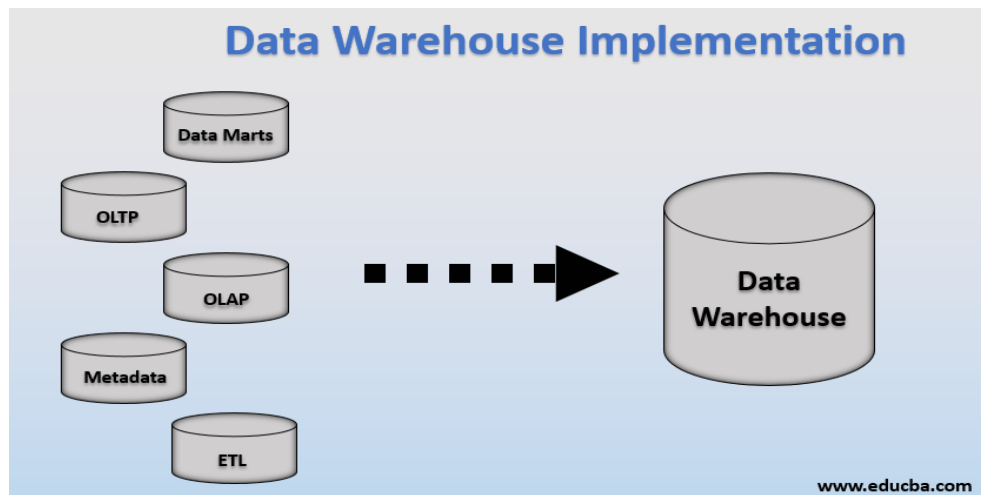 Data Warehouse Implementation
Data Marts
OLTP
OLAP
Metadata
ETL
Data
Warehouse
www.educba.com